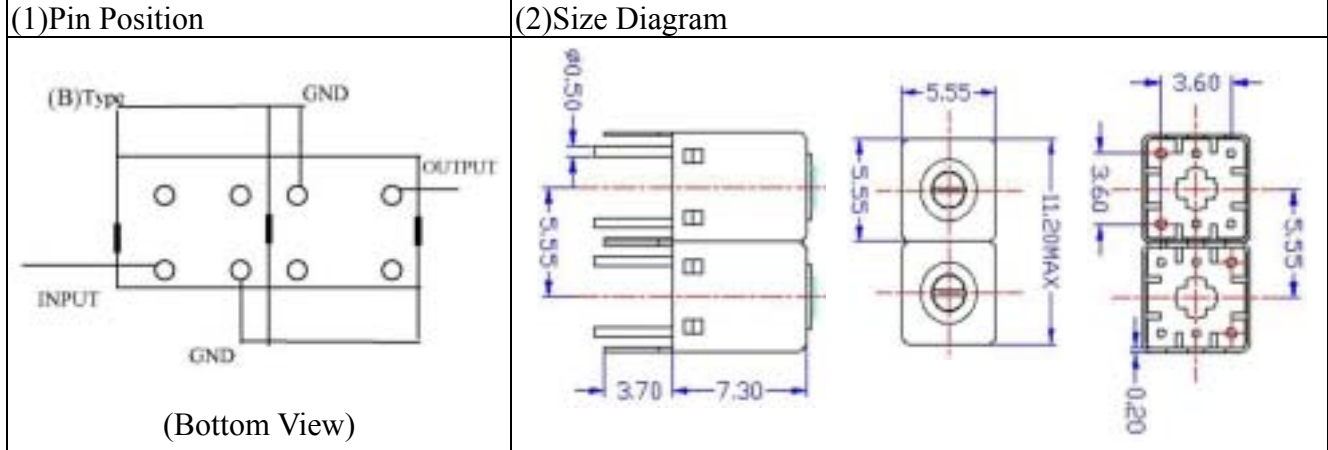 (1)Pin Position
(2)Size Diagram
(B)Type
GND
OUTPUT
INPUT
GND
(Bottom View)
ø0.50
5.55
3.70
7.30
5.55
5.55
11.20MAX
3.60
3.60
5.55
0.20